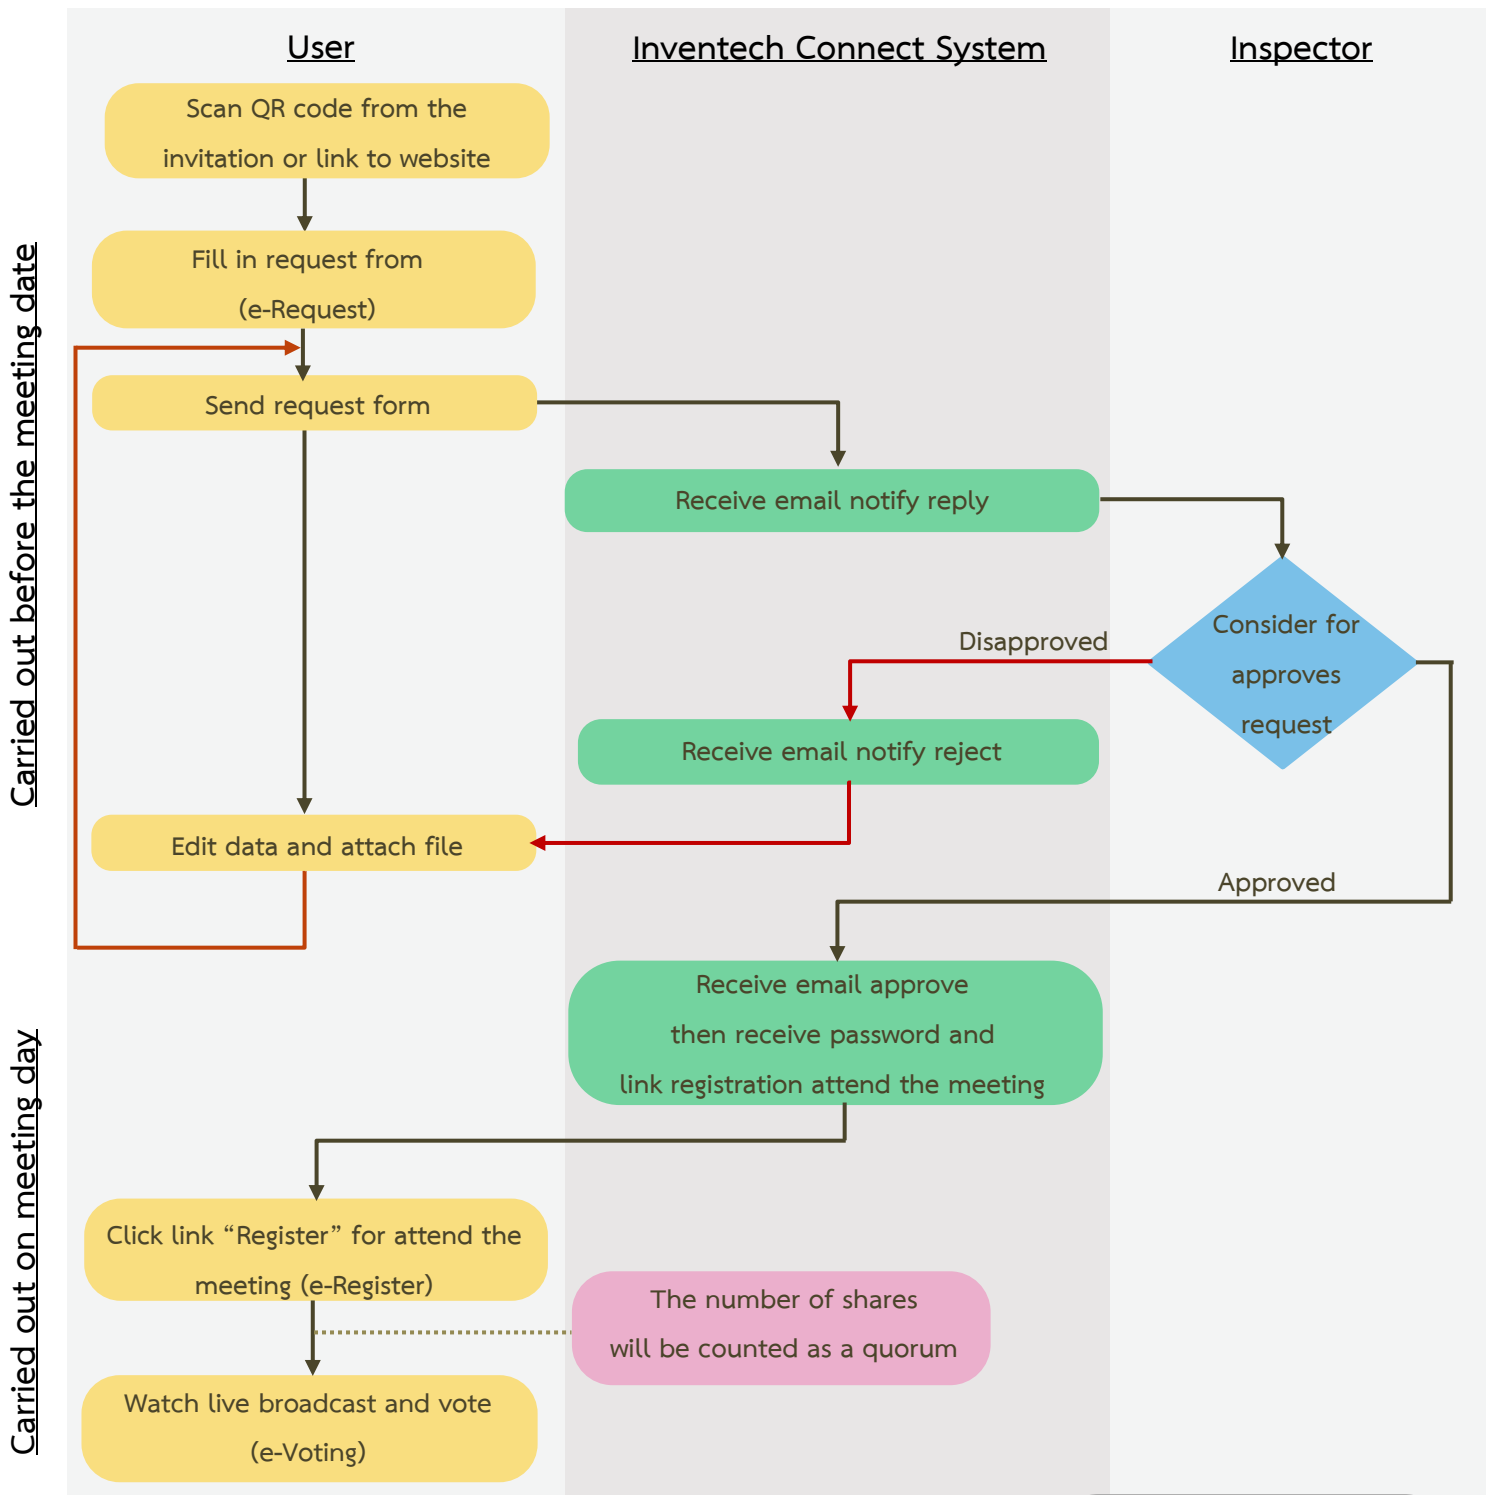 User
Inventech Connect System
Inspector
Carried out before the meeting date
Scan QR code from the
invitation or link to website
Fill in request from
(e-Request)
Send request form
Receive email notify reply
Consider for
approves
request
Disapproved
Receive email notify reject
Edit data and attach file
Approved
Receive email approve
then receive password and
link registration attend the meeting
Carried out on meeting day
Click link “Register” for attend the
meeting (e-Register)
The number of shares
will be counted as a quorum
Watch live broadcast and vote
(e-Voting)